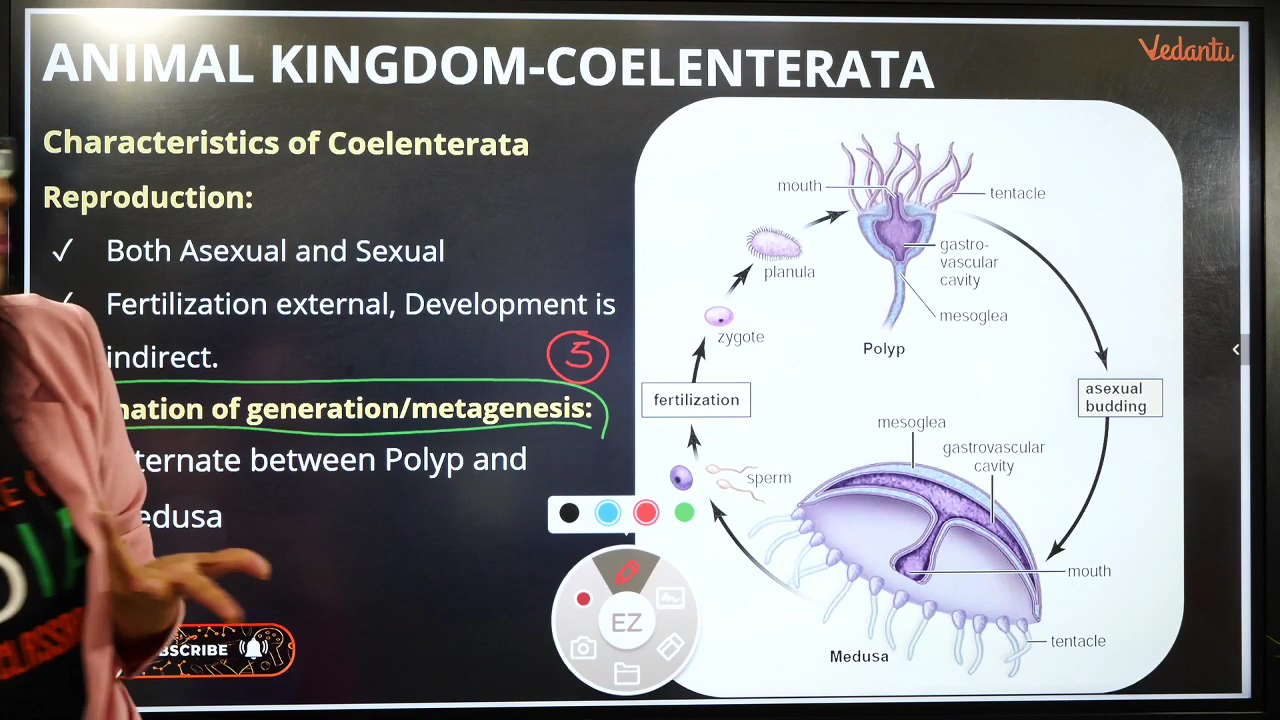 ANIMAL KINGDOM-COELENTERATA
Vedantu
Characteristics of Coelenterata
Reproduction:
✓ Both Asexual and Sexual
✓ Fertilization external, Development is
indirect.
5
nation of generation/metagenesis:
ternate between Polyp and
edusa
mouth
tentacle
gastro-
vascular
cavity
mesoglea
Polyp
planula
zygote
fertilization
asexual
budding
sperm
mesoglea
gastrovascular
cavity
mouth
tentacle
Medusa
EZ
BSCRIBE